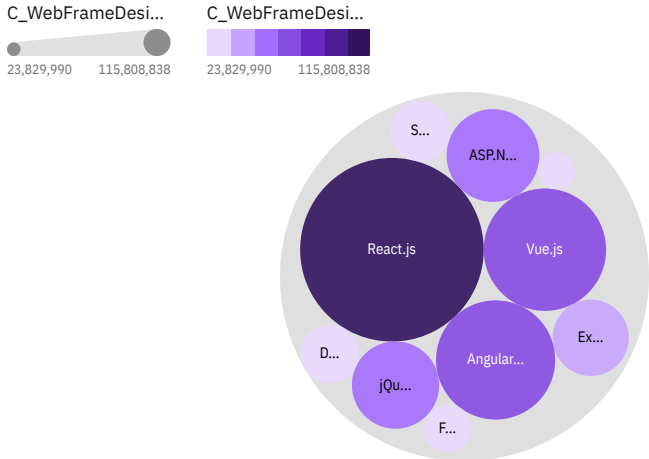 C_WebFrameDesi...
C_WebFrameDesi...
23,829,990
115,808,838
23,829,990
115,808,838
S...
ASP.N...
React.js
Vue.js
Ex...
D...
Angular...
jQu...
F...